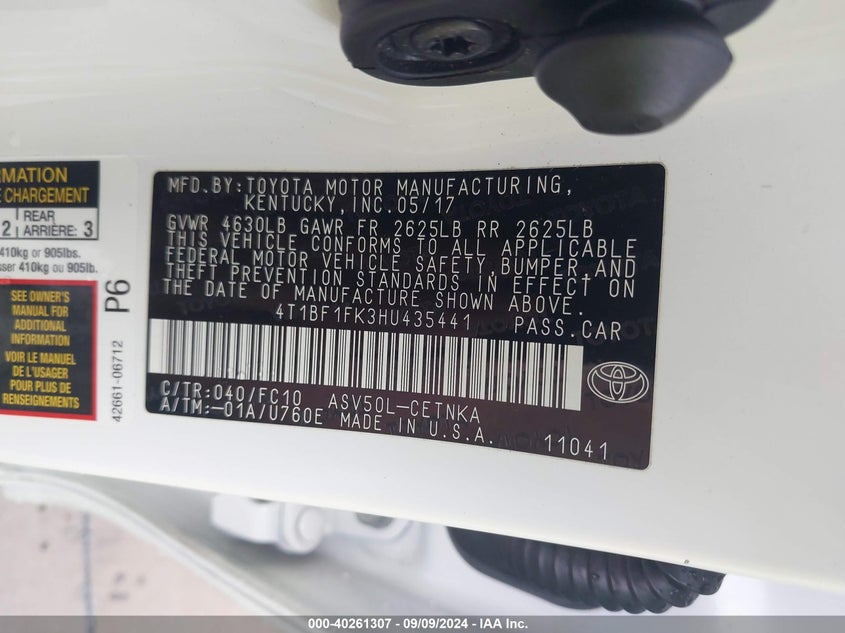 RMATION
E CHARGEMENT
2 REAR ARRIÈRE: 3
410kg or 905lbs.
sser 410kg ou 905lb.
SEE OWNER'S
MANUAL FOR
ADDITIONAL
INFORMATION
VOIR LE MANUEL
DE L'USAGER
POUR PLUS DE
RENSEIGNEMENTS
P6
42661-06712
MFD.BY:TOYOTA MOTOR MANUFACTURING,
KENTUCKY,INC.05/17
GVWR 4630LB GAWR FR 2625LB RR 2625LB
THIS VEHICLE CONFORMS TO ALL APPLICABLE
FEDERAL MOTOR VEHICLE SAFETY,BUMPER,AND
THEFT PREVENTION STANDARDS IN EFFECT ON
THE DATE OF MANUFACTURE SHOWN ABOVE.
4T1BF1FK3HU435441 PASS.CAR
C/TR:040/FC10 ASV50L-CETNKA
A/TM:-01A/U760E MADE IN U.S.A. 11041
000-40261307 - 09/09/2024 - IAA Inc.